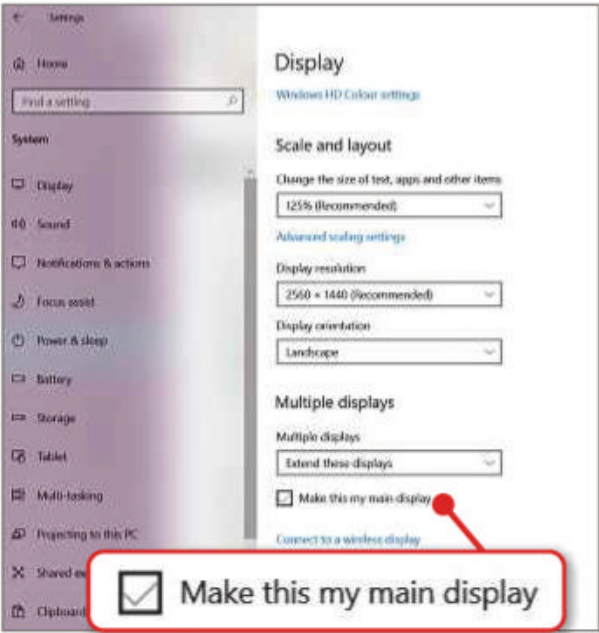 Settings
Home
Find a setting
System
Display
Sound
Notifications & actions
Focus assist
Power & sleep
Battery
Storage
Tablet
Multi-tasking
Projecting to this PC
Shared
Clipboard
Display
Windows HD Colour settings
Scale and layout
Change the size of text, apps and other items
125% (Recommended)
Advanced scaling settings
Display resolution
2560 × 1440 (Recommended)
Display orientation
Landscape
Multiple displays
Multiple displays
Extend these displays
Make this my main display
Connect to a wireless display
Make this my main display